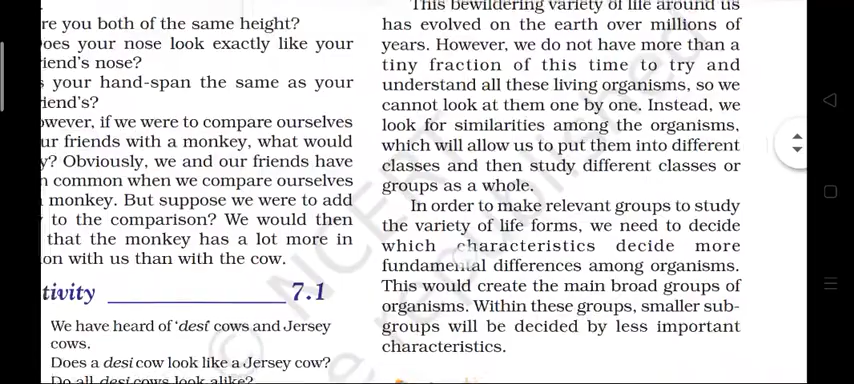 re you both of the same height?
oes your nose look exactly like your
iend's nose?
your hand-span the same as your
iend's?
owever, if we were to compare ourselves
ur friends with a monkey, what would
y? Obviously, we and our friends have
n common when we compare ourselves
monkey. But suppose we were to add
to the comparison? We would then
that the monkey has a lot more in
on with us than with the cow.
tivity 7.1
We have heard of 'desi' cows and Jersey
cows.
Does a desi cow look like a Jersey cow?
Do all desi cows look alike?
This bewildering variety of life around us
has evolved on the earth over millions of
years. However, we do not have more than a
tiny fraction of this time to try and
understand all these living organisms, so we
cannot look at them one by one. Instead, we
look for similarities among the organisms,
which will allow us to put them into different
classes and then study different classes or
groups as a whole.
In order to make relevant groups to study
the variety of life forms, we need to decide
which characteristics decide more
fundamental differences among organisms.
This would create the main broad groups of
organisms. Within these groups, smaller sub-
groups will be decided by less important
characteristics.
© NCERT
be republished